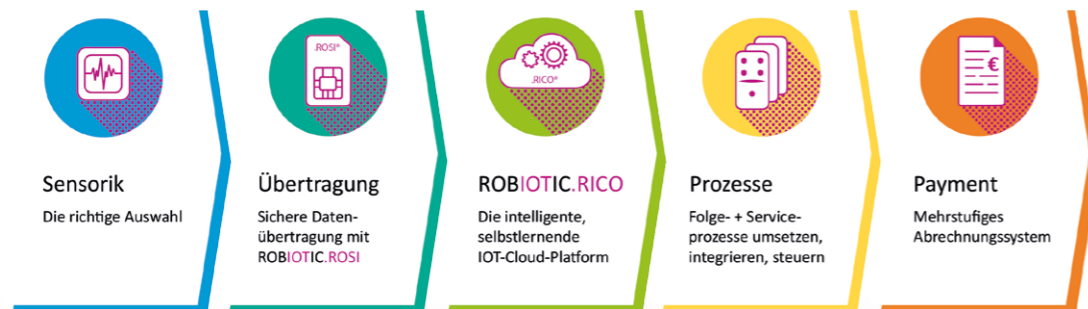 .ROSI®
.RICO®
€
Sensorik
Die richtige Auswahl
Übertragung
Sichere Daten-
übertragung mit
ROBIOTIC.ROSI
ROBIOTIC.RICO
Die intelligente,
selbstlernende
IOT-Cloud-Platform
Prozesse
Folge- + Service-
prozesse umsetzen,
integrieren, steuern
Payment
Mehrstufiges
Abrechnungssystem